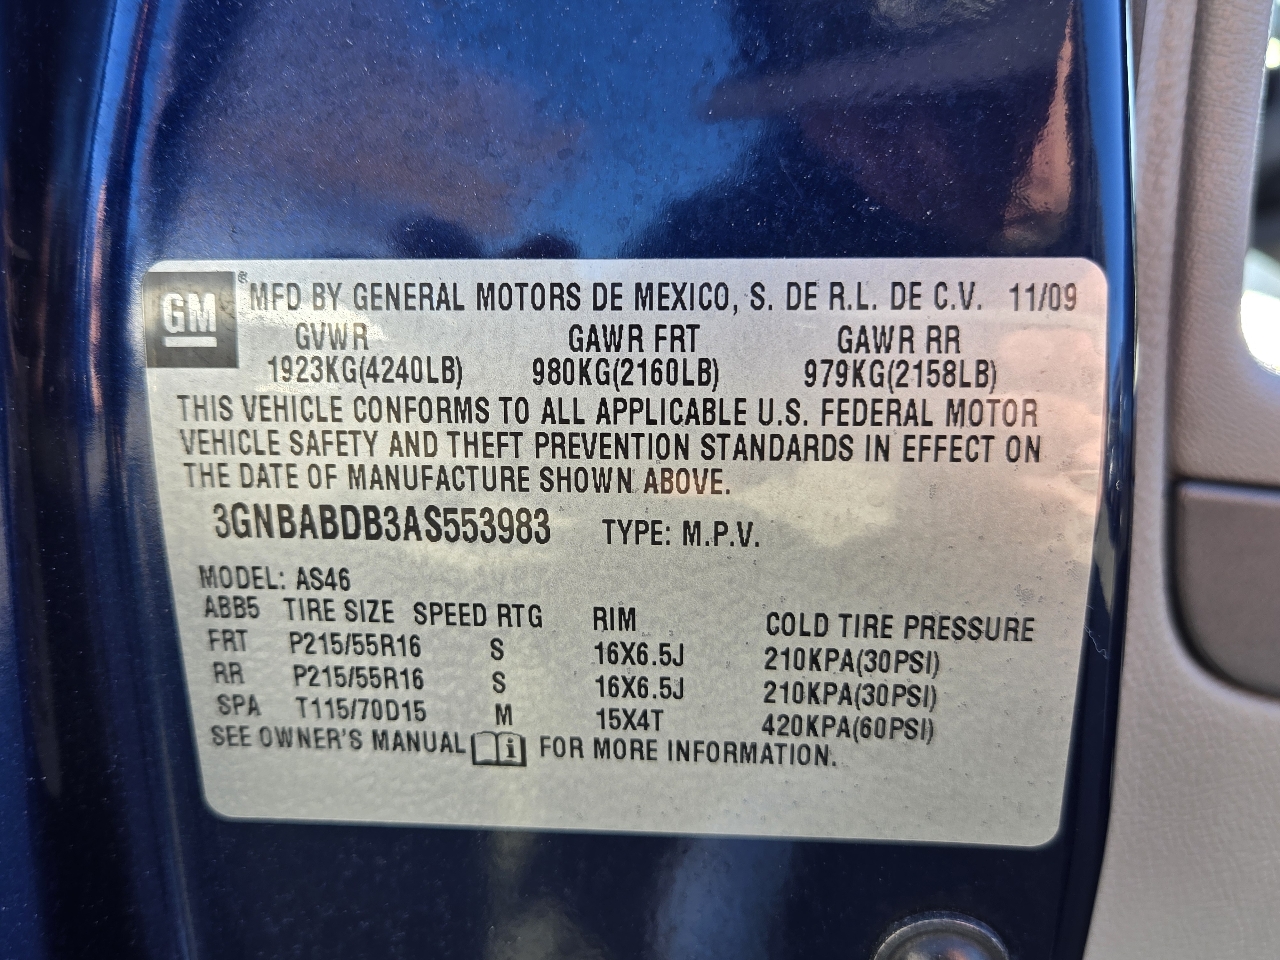 GM ® MFD BY GENERAL MOTORS DE MEXICO, S. DE R.L. DE C.V. 11/09
GVWR GAWR FRT GAWR RR
1923KG(4240LB) 980KG(2160LB) 979KG(2158LB)
THIS VEHICLE CONFORMS TO ALL APPLICABLE U.S. FEDERAL MOTOR
VEHICLE SAFETY AND THEFT PREVENTION STANDARDS IN EFFECT ON
THE DATE OF MANUFACTURE SHOWN ABOVE.
3GNBABDB3AS553983 TYPE: M.P.V.
MODEL: AS46
ABB5 TIRE SIZE SPEED RTG RIM COLD TIRE PRESSURE
FRT P215/55R16 S 16X6.5J 210KPA(30PSI)
RR P215/55R16 S 16X6.5J 210KPA(30PSI)
SPA T115/70D15 M 15X4T 420KPA(60PSI)
SEE OWNER'S MANUAL i FOR MORE INFORMATION.